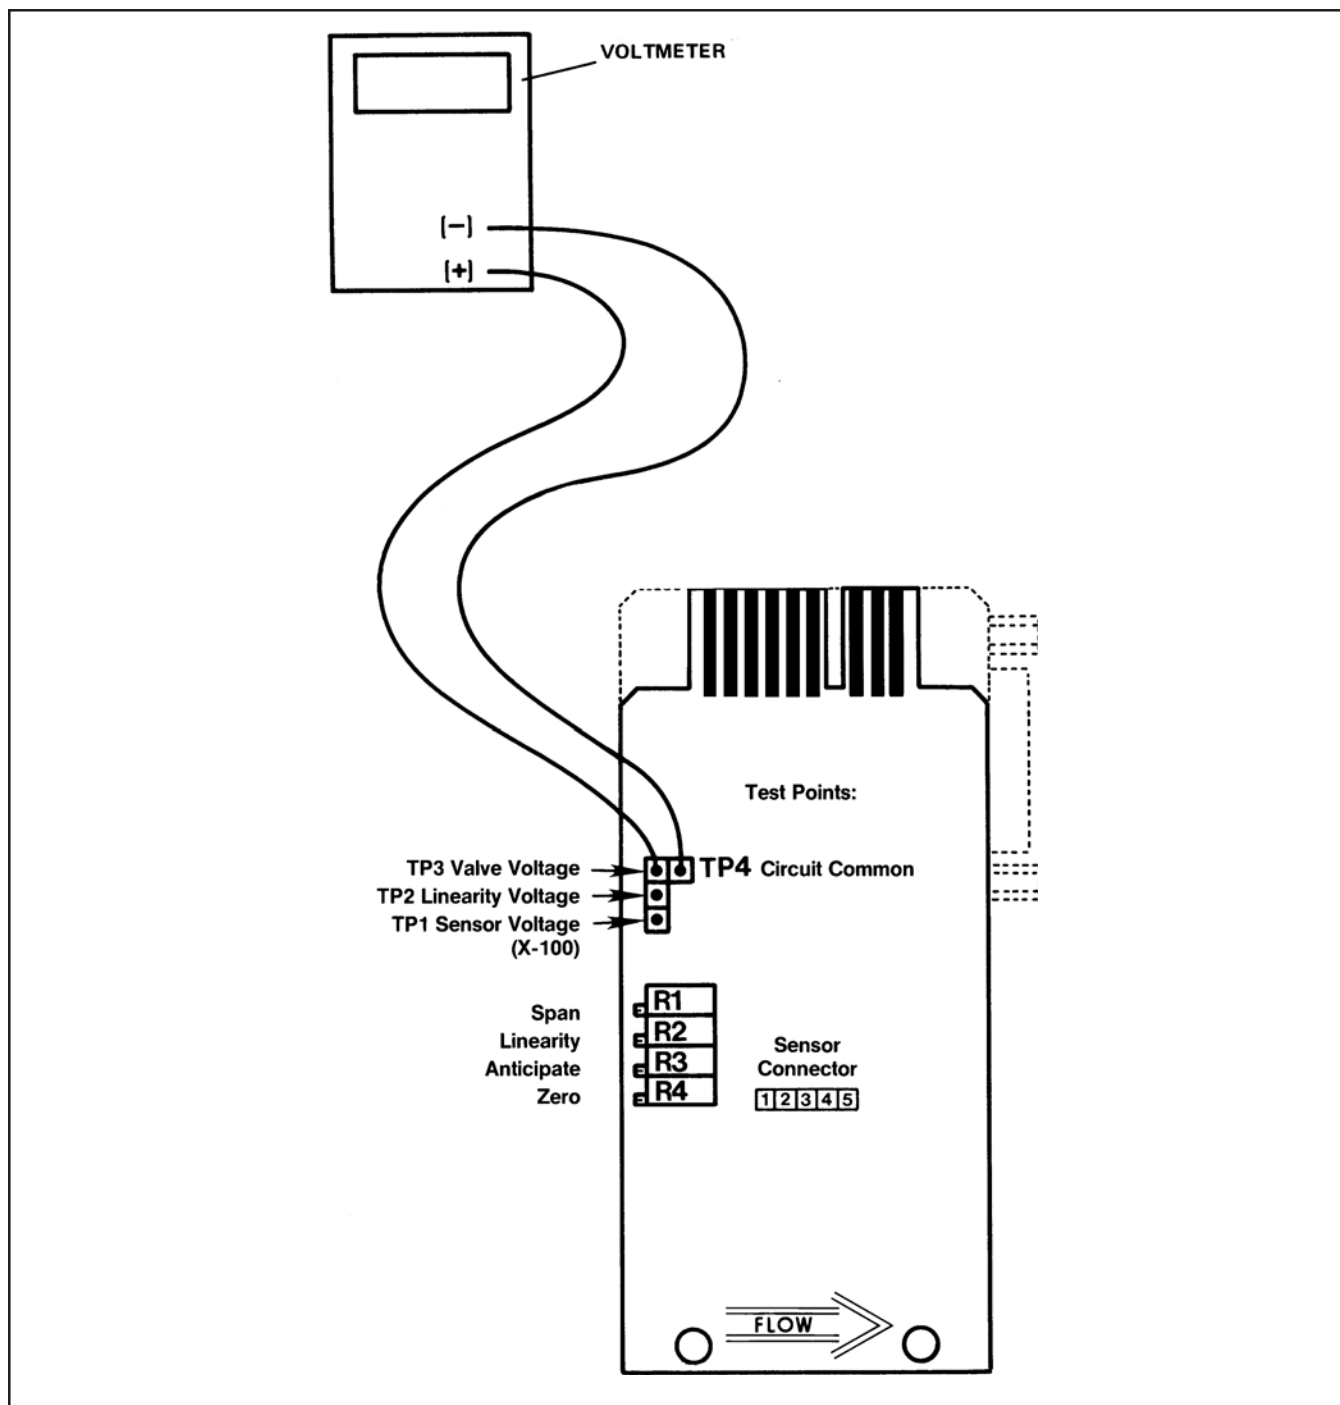 VOLTMETER
(−)
(+)
Test Points:
TP3 Valve Voltage
TP4 Circuit Common
TP2 Linearity Voltage
TP1 Sensor Voltage
(X-100)
Span
R1
Linearity
R2
Anticipate
R3
Zero
R4
Sensor
Connector
1 2 3 4 5
FLOW